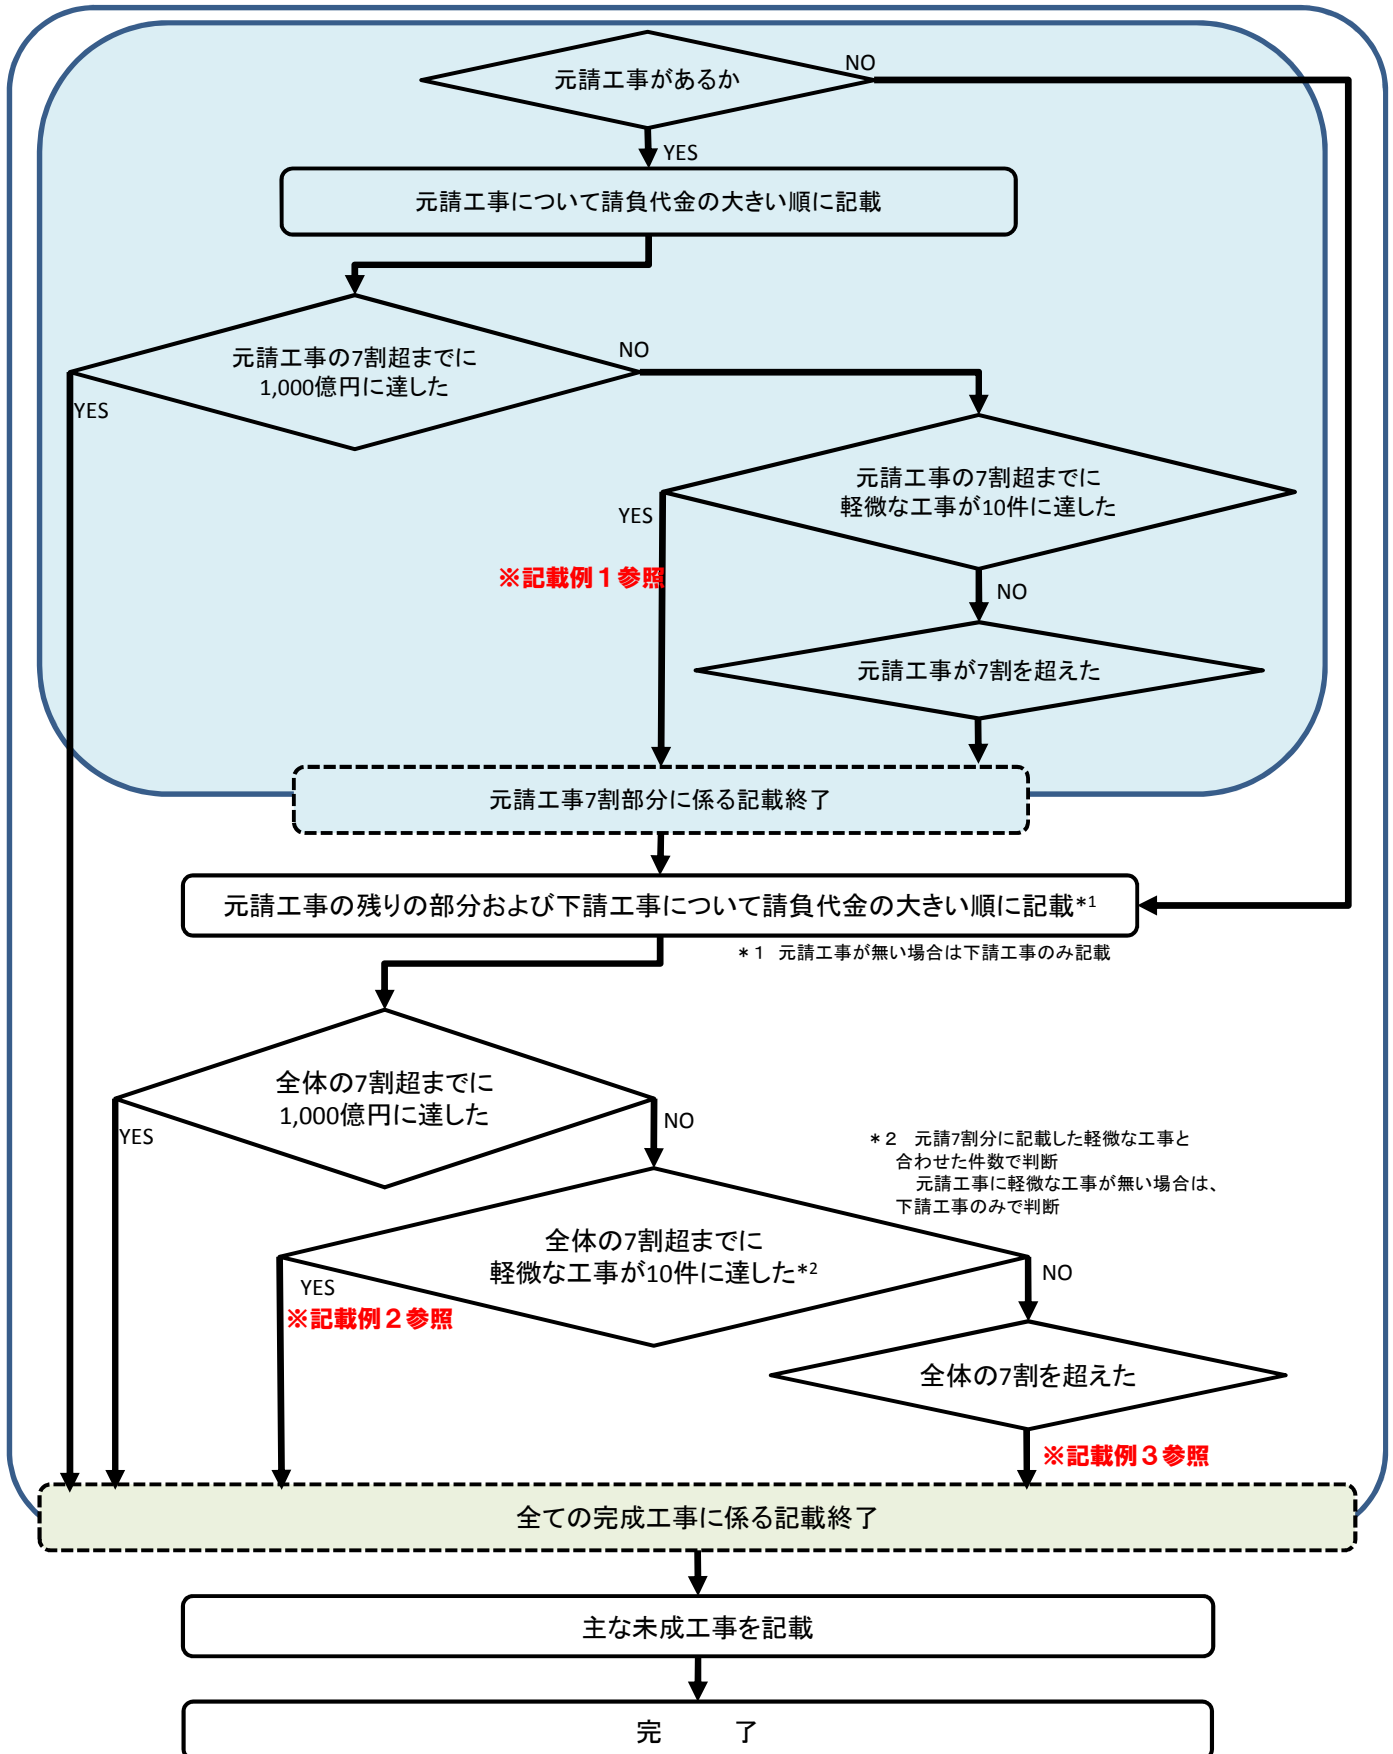 元請工事があるか
NO
YES
元請工事について請負代金の大きい順に記載
元請工事の7割超までに
1,000億円に達した
NO
YES
元請工事の7割超までに
軽微な工事が10件に達した
YES
※記載例１参照
NO
元請工事が7割を超えた
元請工事7割部分に係る記載終了
元請工事の残りの部分および下請工事について請負代金の大きい順に記載*1
＊１　元請工事が無い場合は下請工事のみ記載
全体の7割超までに
1,000億円に達した
YES
NO
＊２　元請7割分に記載した軽微な工事と
合わせた件数で判断
元請工事に軽微な工事が無い場合は、
下請工事のみで判断
全体の7割超までに
軽微な工事が10件に達した*2
YES
※記載例２参照
NO
全体の7割を超えた
※記載例３参照
全ての完成工事に係る記載終了
主な未成工事を記載
完　　　了